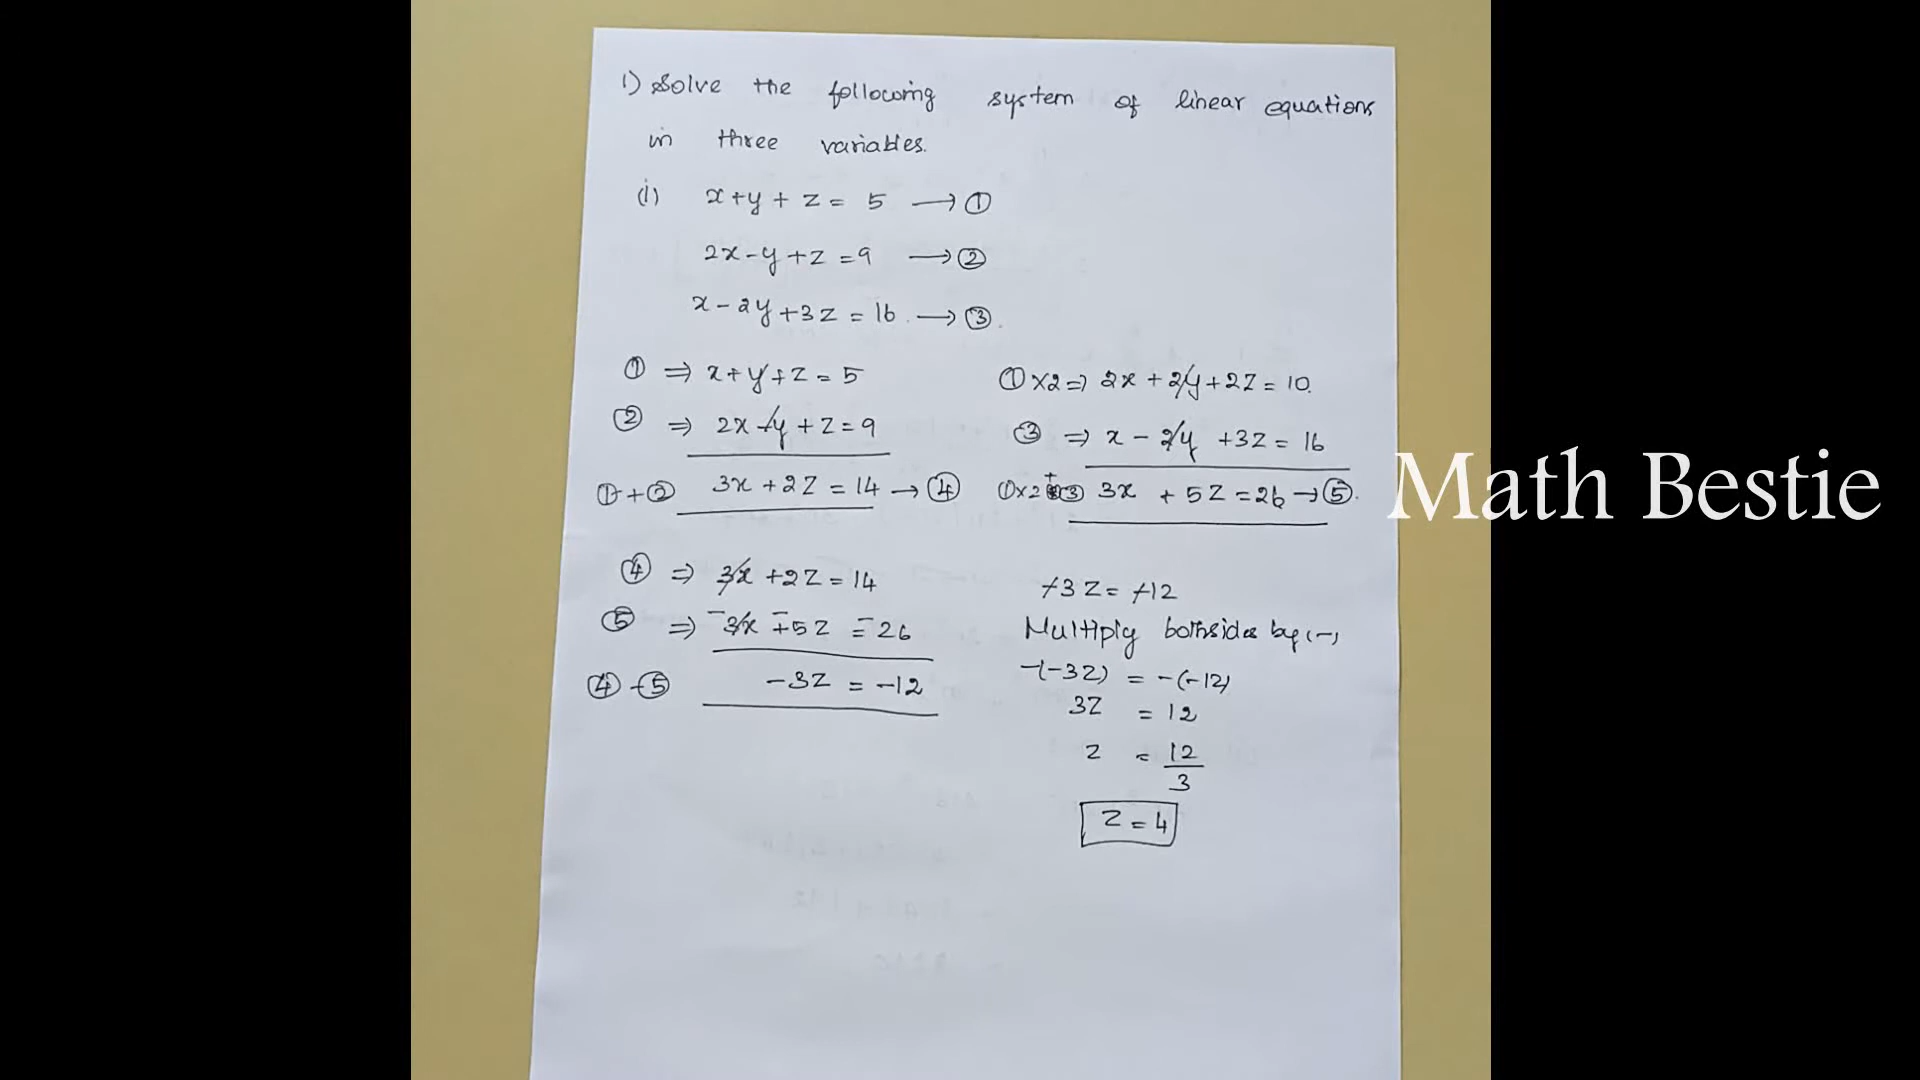 1) Solve the following system of linear equations
in three variables.
(i) x+y+z = 5 → ①
2x-y+z = 9 → ②
x-2y+3z = 16 → ③
① ⇒ x+y+z = 5
② ⇒ 2x-y+z = 9
①+② 3x+2z = 14 → ④
①×2 ⇒ 2x+2y+2z = 10.
③ ⇒ x-2y+3z = 16
①×2 + ③ 3x + 5z = 26 → ⑤.
④ ⇒ 3x+2z = 14
⑤ ⇒ 3x+5z = 26
④-⑤ -3z = -12
-3z = -12
Multiply bothsides by (-)
-(-3z) = -(-12)
3z = 12
z = 12/3
z = 4
Math Bestie